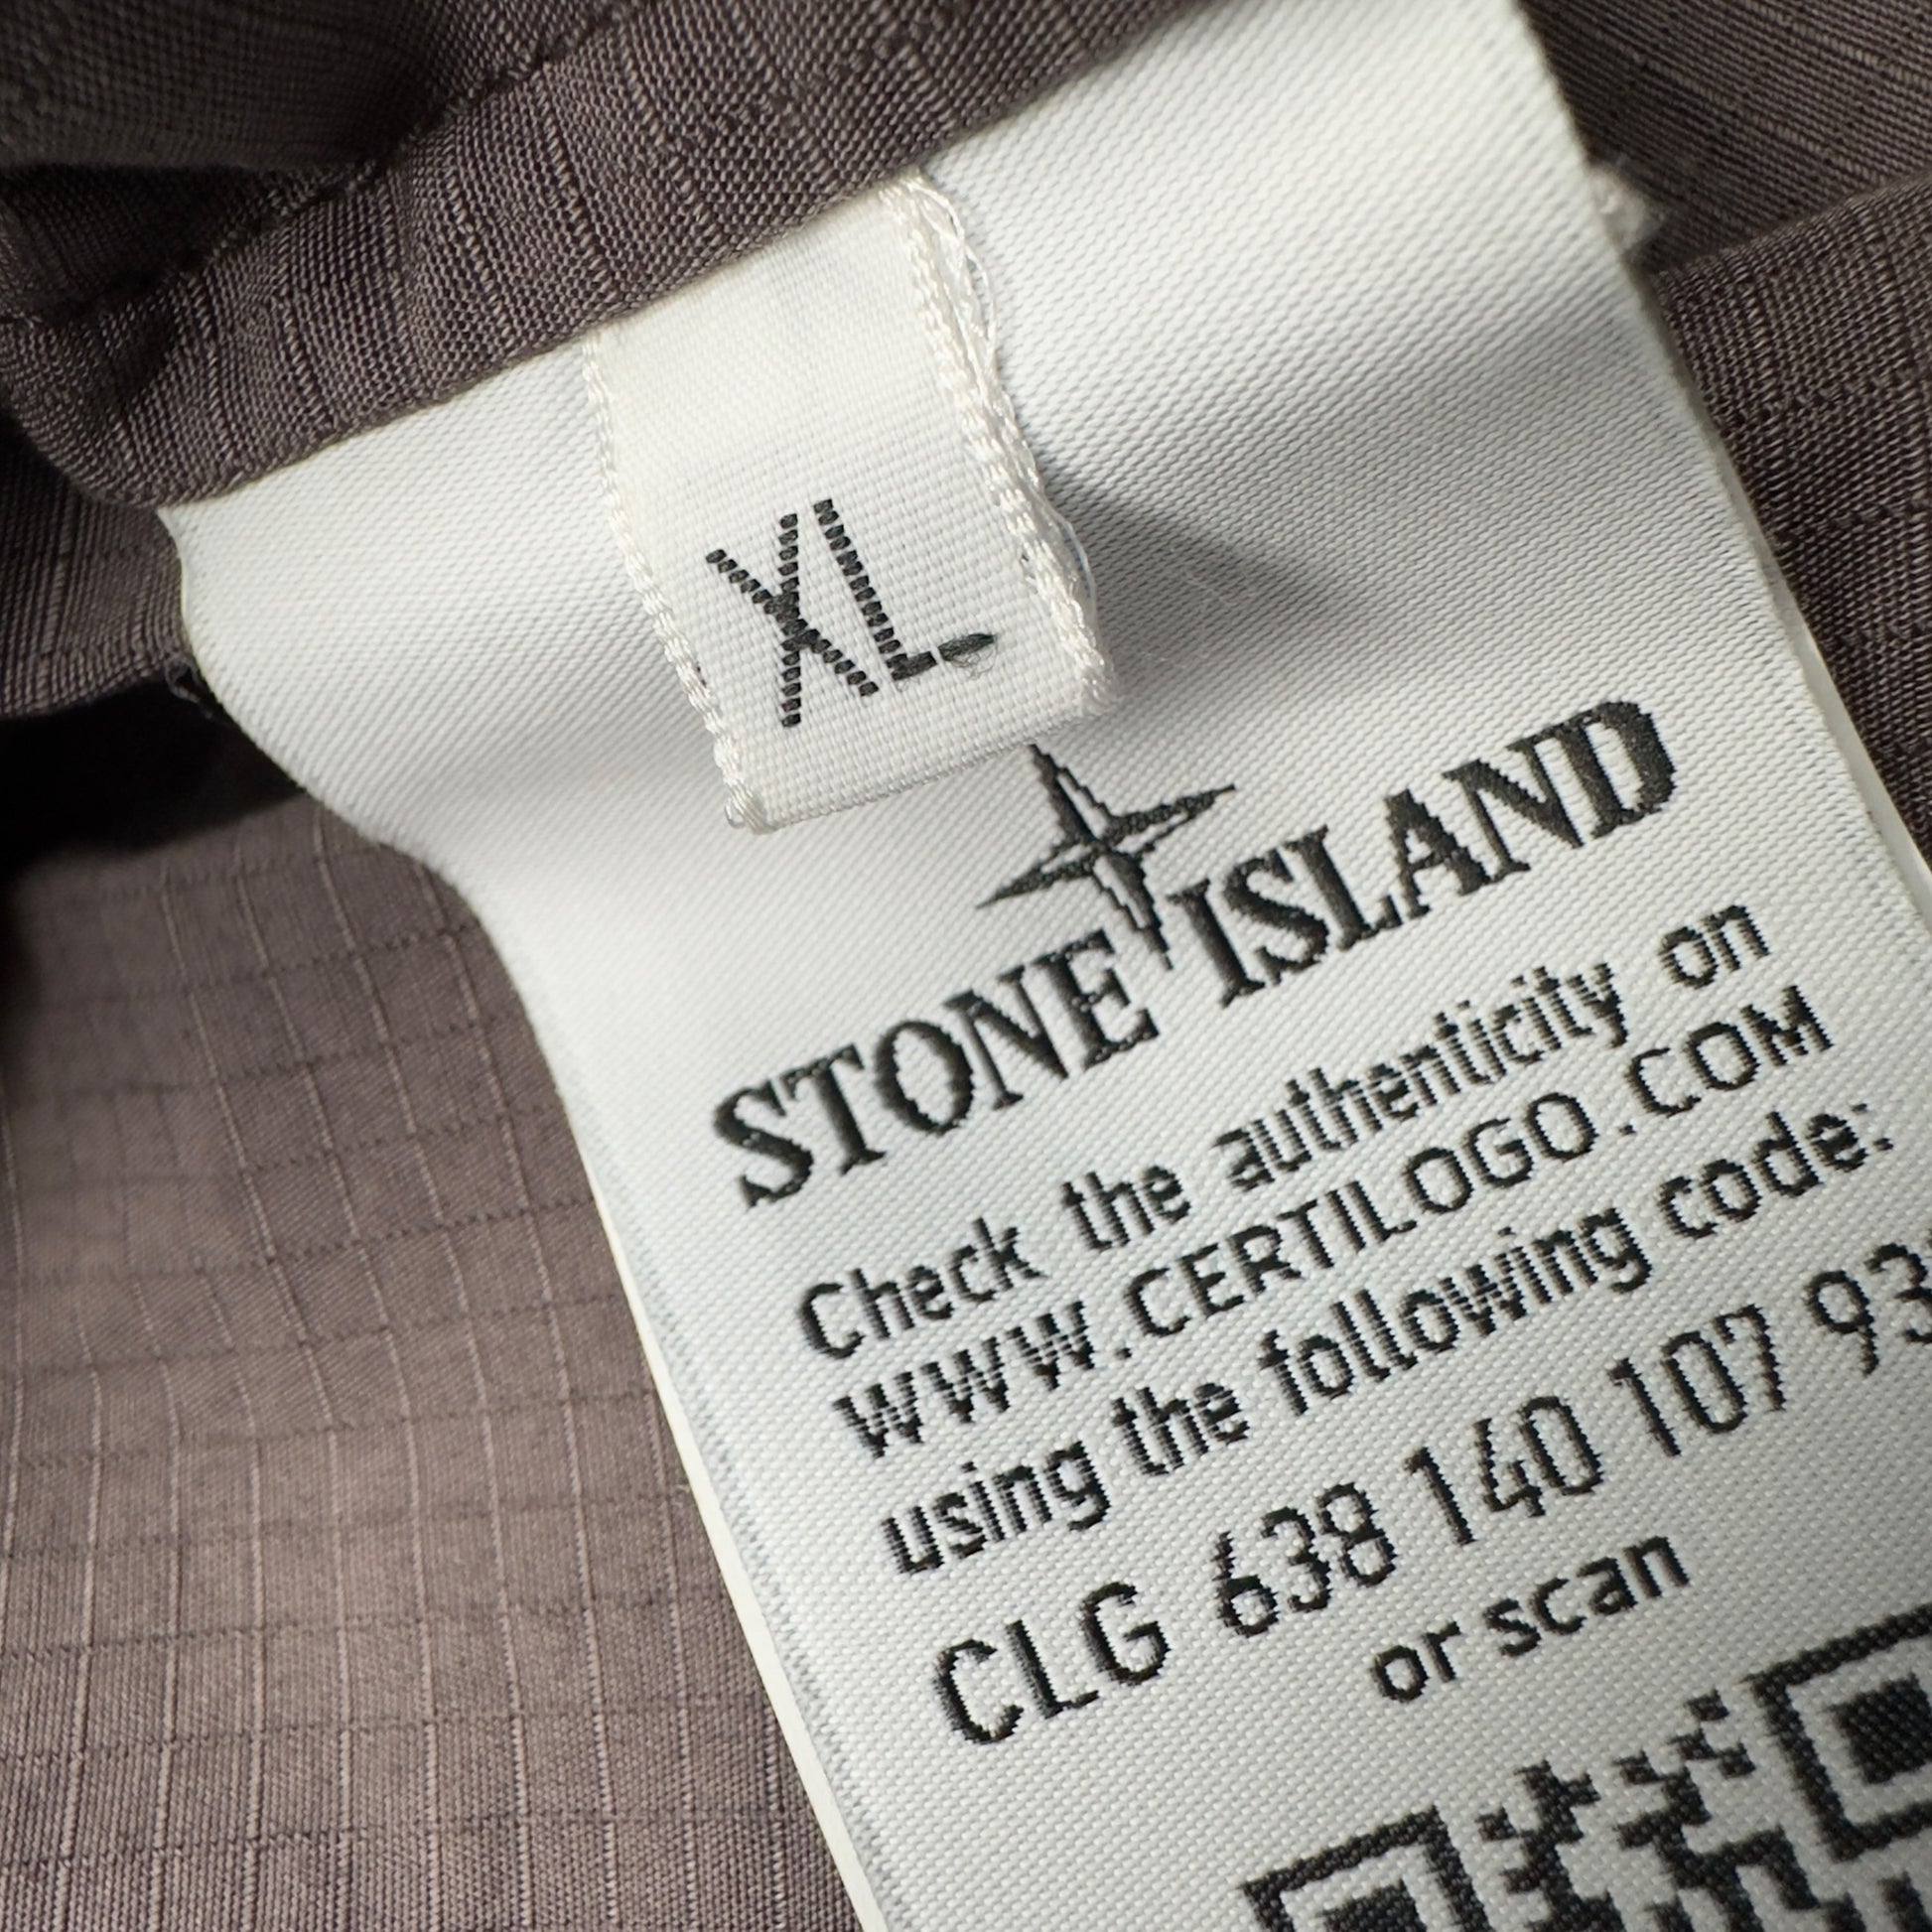 XL
STONE ISLAND
Check the authenticity on
WWW.CERTILOGO.COM
using the following code:
CLG 638 140 107 93
or scan